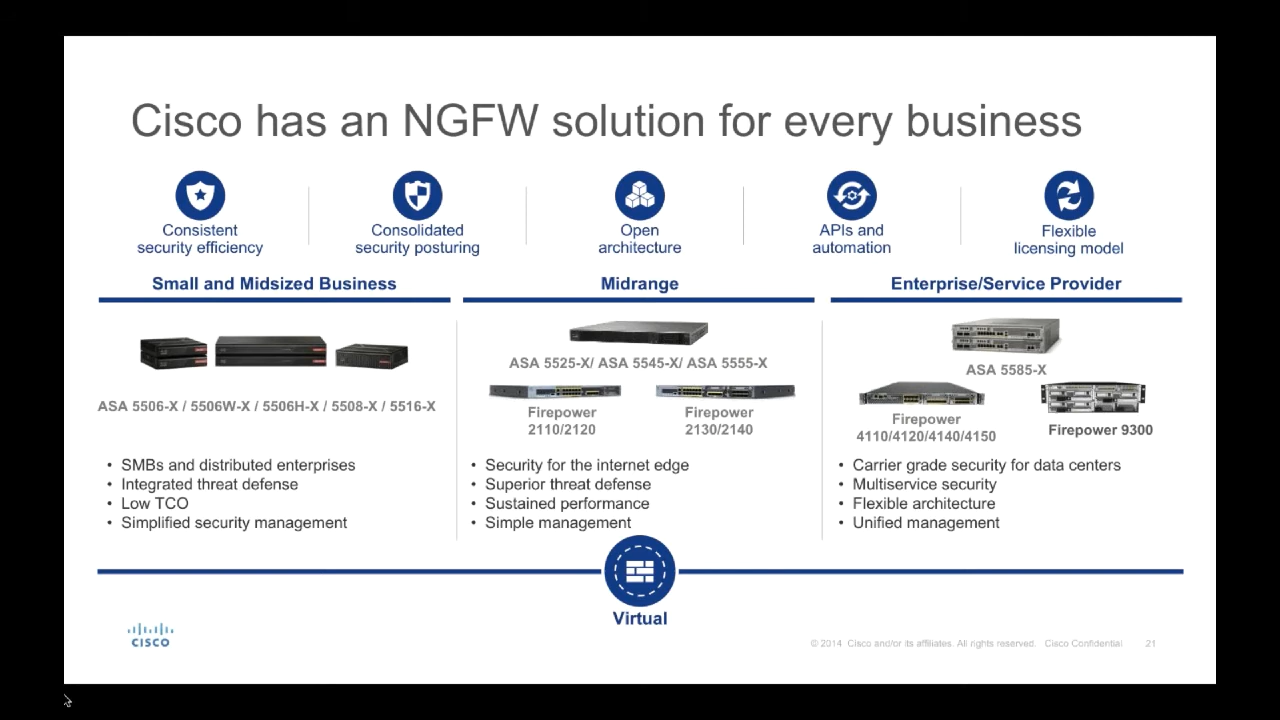 Cisco has an NGFW solution for every business
Consistent
security efficiency
Consolidated
security posturing
Open
architecture
APIs and
automation
Flexible
licensing model
Small and Midsized Business
ASA 5506-X / 5506W-X / 5506H-X / 5508-X / 5516-X
• SMBs and distributed enterprises
• Integrated threat defense
• Low TCO
• Simplified security management
Midrange
ASA 5525-X/ ASA 5545-X/ ASA 5555-X
Firepower
2110/2120
Firepower
2130/2140
• Security for the internet edge
• Superior threat defense
• Sustained performance
• Simple management
Enterprise/Service Provider
ASA 5585-X
Firepower
4110/4120/4140/4150
Firepower 9300
• Carrier grade security for data centers
• Multiservice security
• Flexible architecture
• Unified management
Virtual
CISCO
© 2014 Cisco and/or its affiliates. All rights reserved. Cisco Confidential 21